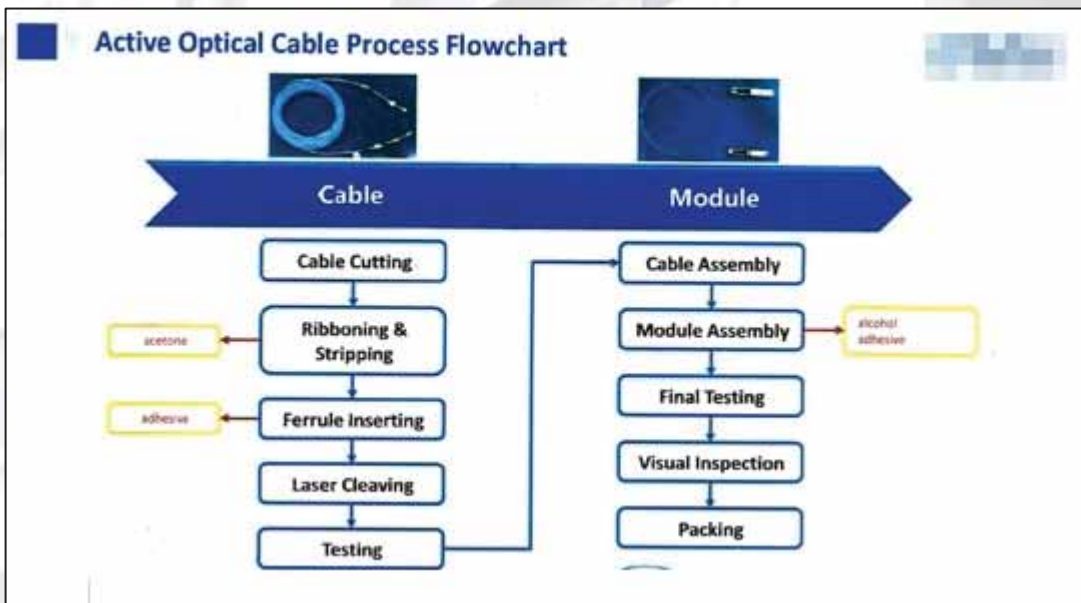 Active Optical Cable Process Flowchart
Cable
Module
Cable Cutting
Ribboning &
Stripping
acetone
Ferrule Inserting
adhesive
Laser Cleaving
Testing
Cable Assembly
Module Assembly
alcohol
adhesive
Final Testing
Visual Inspection
Packing